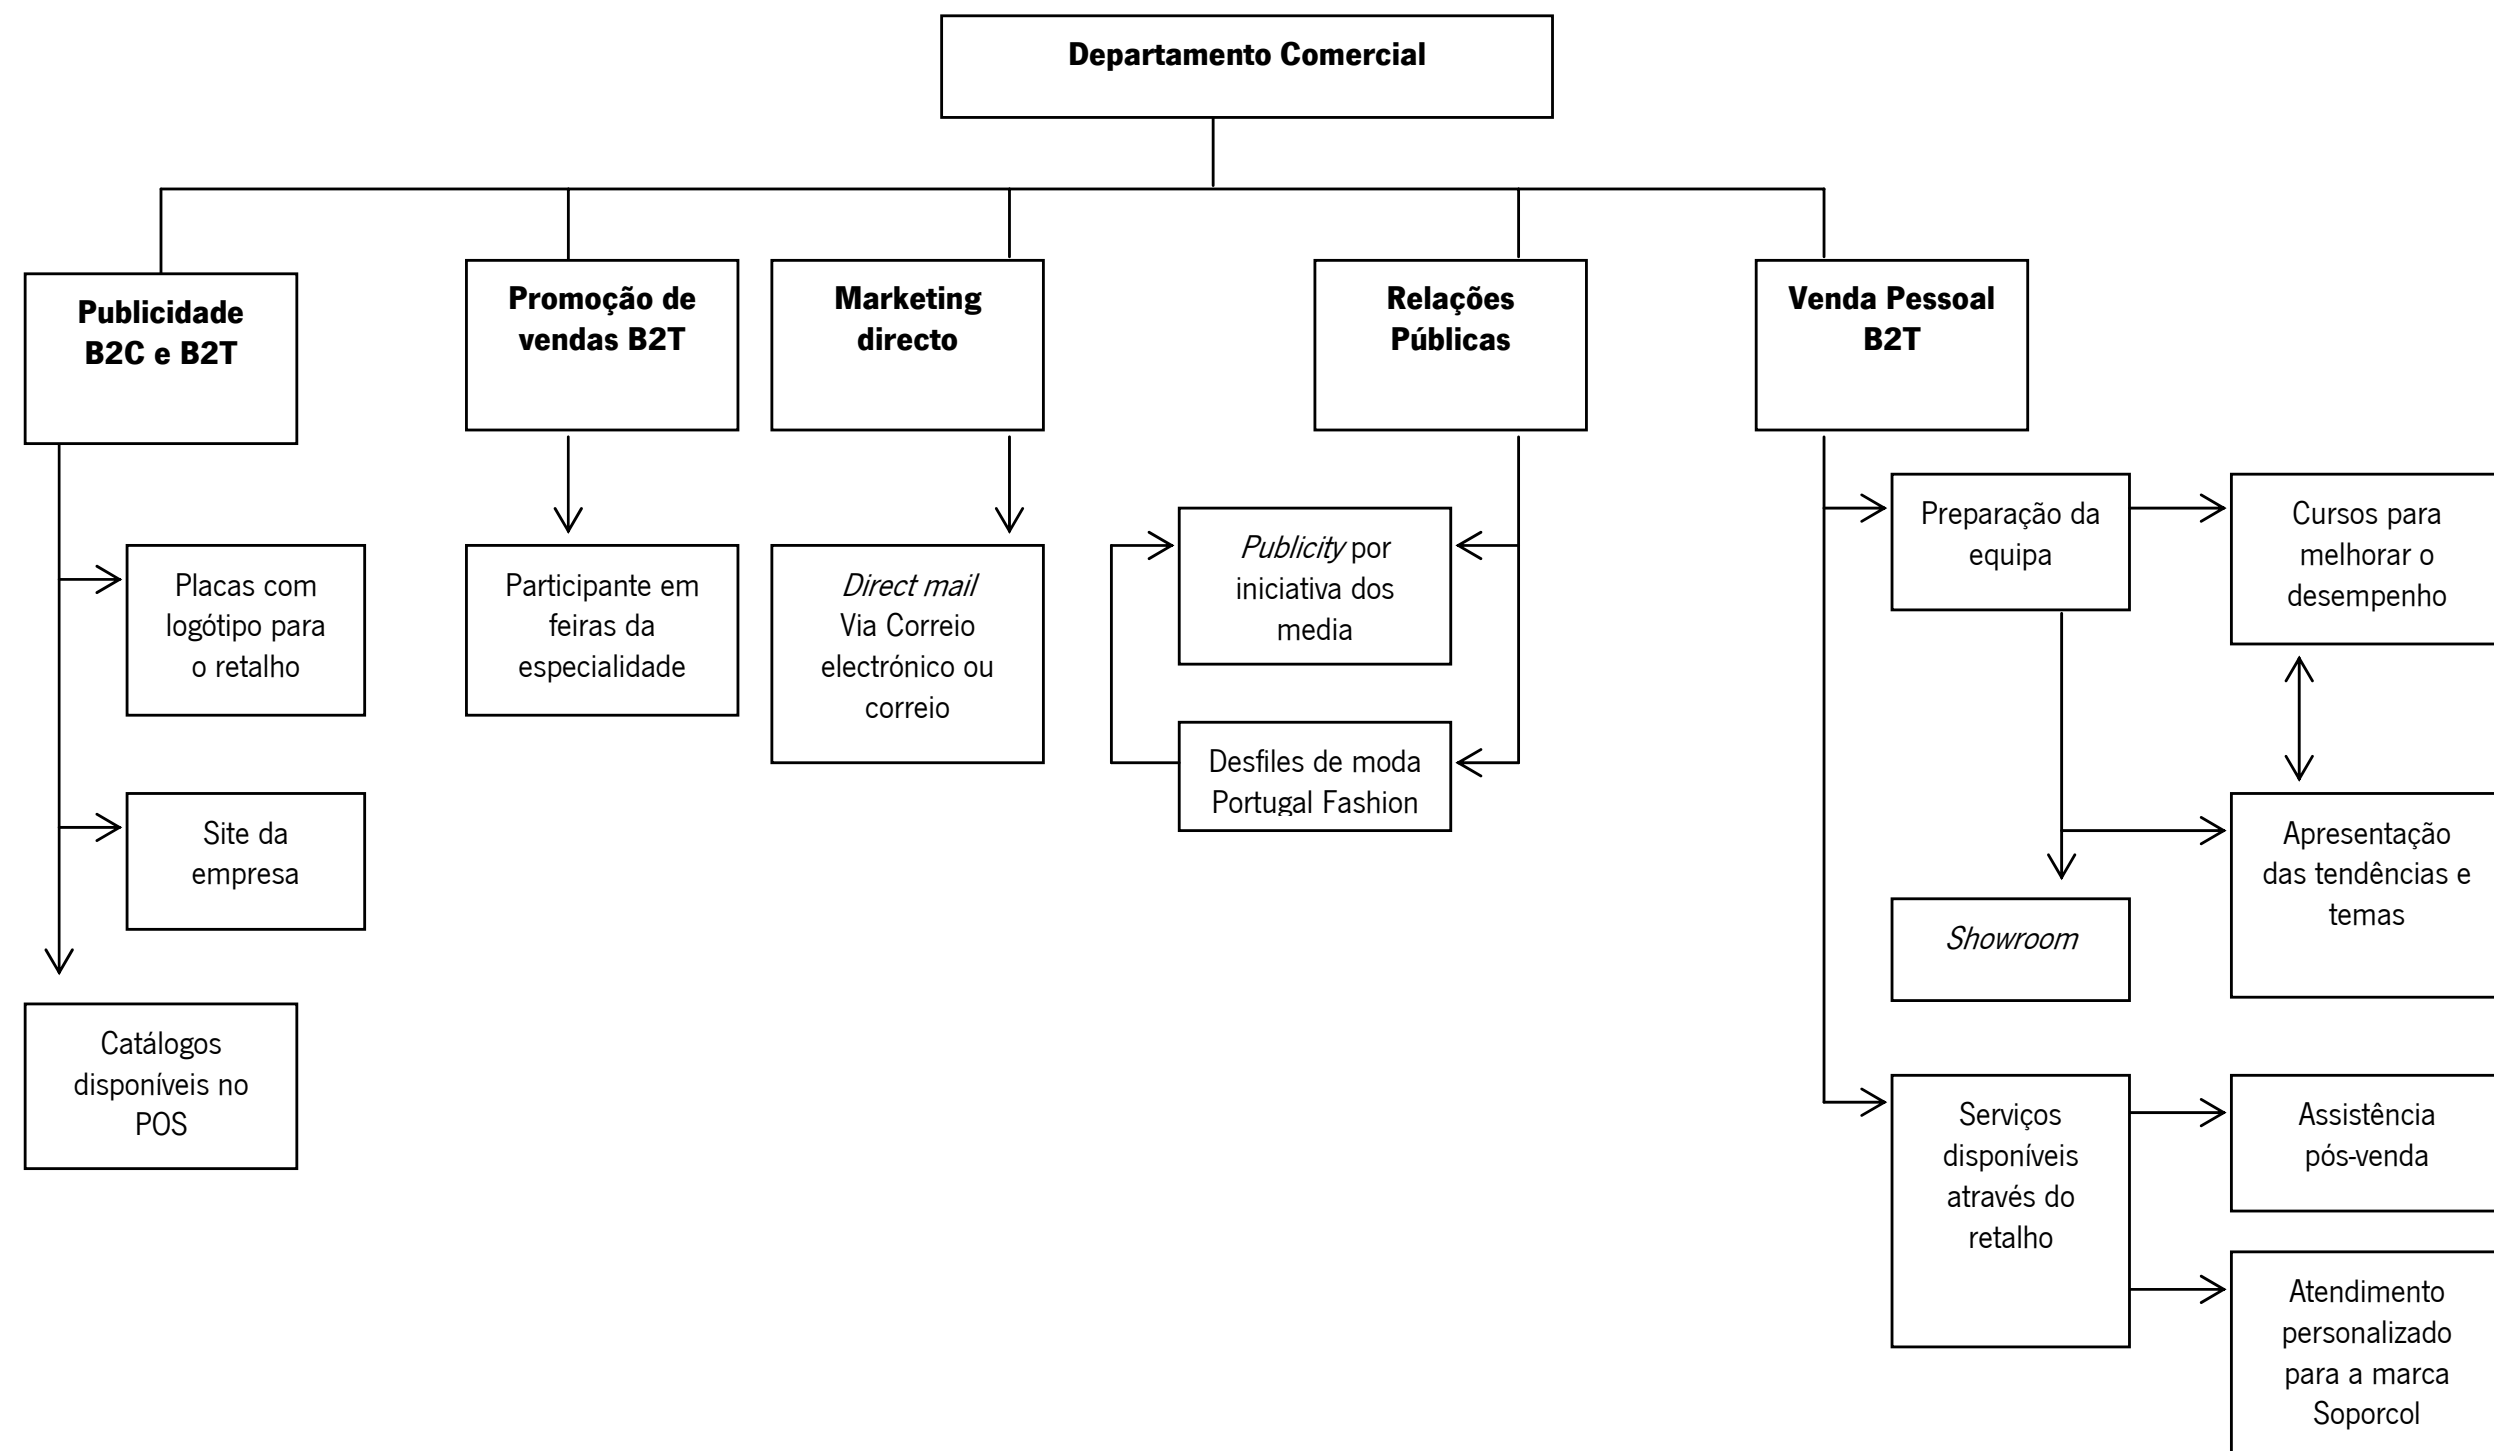 Departamento Comercial
Publicidade
B2C e B2T
Promoção de
vendas B2T
Marketing
directo
Relações
Públicas
Venda Pessoal
B2T
Placas com
logótipo para
o retalho
Site da
empresa
Catálogos
disponíveis no
POS
Participante em
feiras da
especialidade
Direct mail
Via Correio
electrónico ou
correio
Publicity por
iniciativa dos
media
Desfiles de moda
Portugal Fashion
Preparação da
equipa
Cursos para
melhorar o
desempenho
Apresentação
das tendências e
temas
Showroom
Serviços
disponíveis
através do
retalho
Assistência
pós-venda
Atendimento
personalizado
para a marca
Soporcol